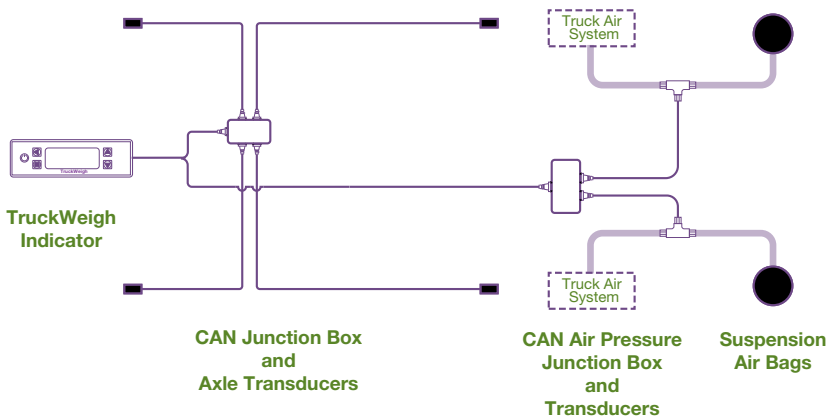 Truck Air
System
TruckWeigh
TruckWeigh
Indicator
Truck Air
System
CAN Junction Box
and
Axle Transducers
CAN Air Pressure
Junction Box
and
Transducers
Suspension
Air Bags